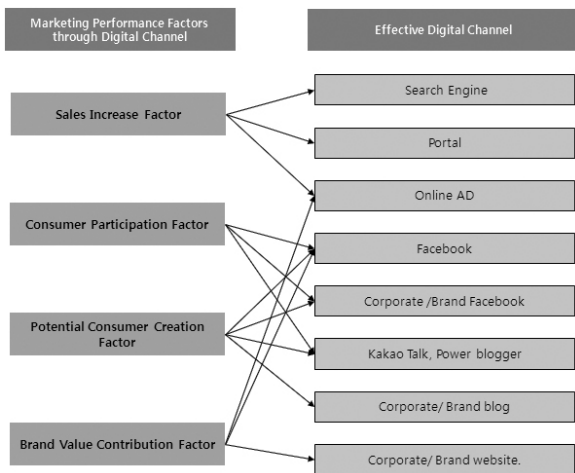 Marketing Performance Factors
through Digital Channel
Effective Digital Channel
Sales Increase Factor
Consumer Participation Factor
Potential Consumer Creation
Factor
Brand Value Contribution Factor
Search Engine
Portal
Online AD
Facebook
Corporate /Brand Facebook
Kakao Talk, Power blogger
Corporate/ Brand blog
Corporate/ Brand website.